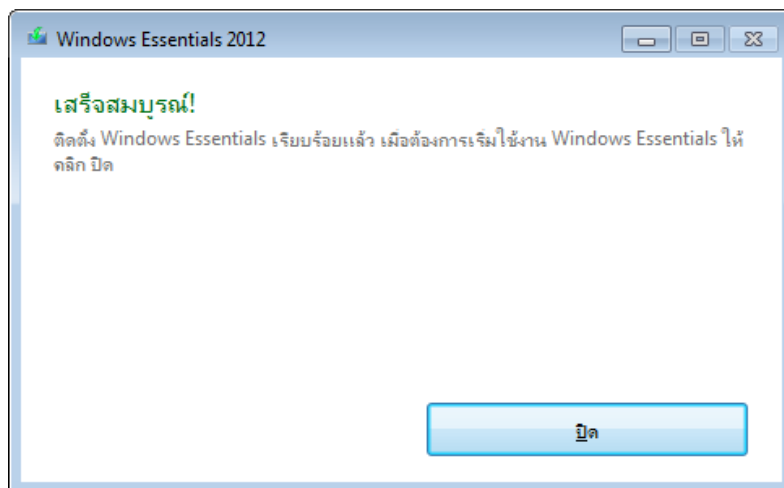 Windows Essentials 2012
เสร็จสมบูรณ์!
ติดตั้ง Windows Essentials เรียบร้อยแล้ว เมื่อต้องการเริ่มใช้งาน Windows Essentials ให้
คลิก ปิด
ปิด